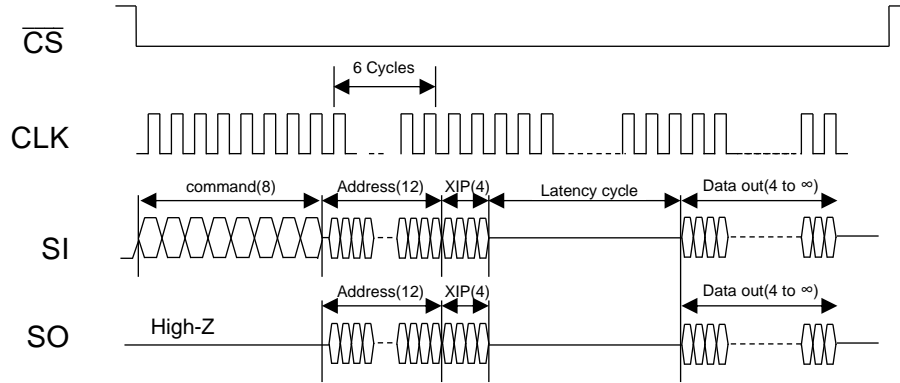 CS
6 Cycles
CLK
command(8) Address(12) XIP(4) Latency cycle Data out(4 to ∞)
SI
Address(12) XIP(4) Data out(4 to ∞)
High-Z
SO